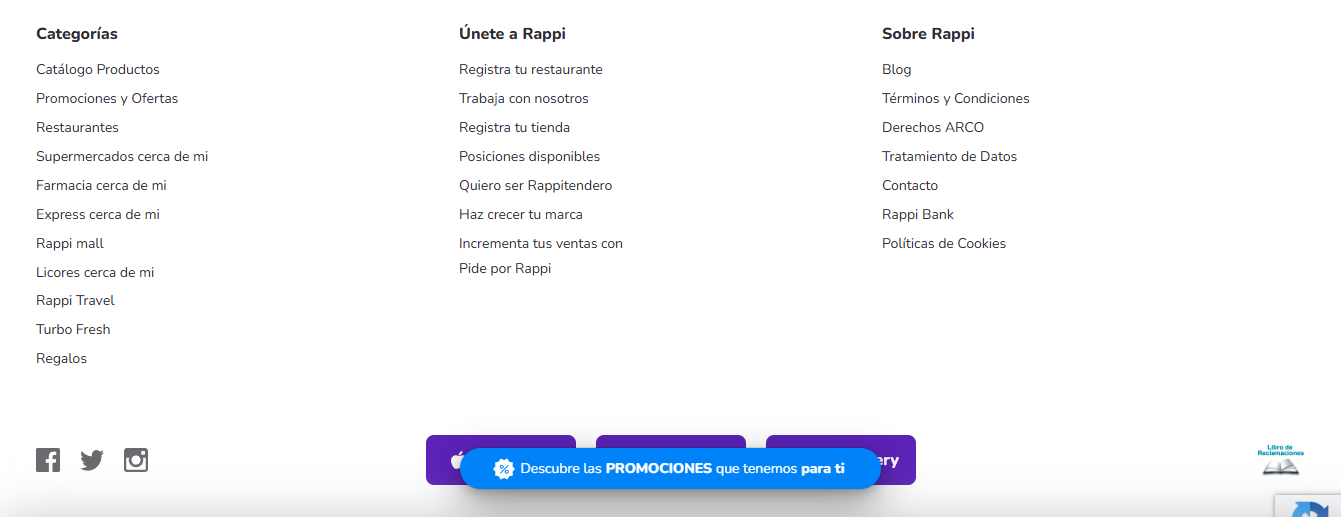 Categorías
Catálogo Productos
Promociones y Ofertas
Restaurantes
Supermercados cerca de mi
Farmacia cerca de mi
Express cerca de mi
Rappi mall
Licores cerca de mi
Rappi Travel
Turbo Fresh
Regalos
Únete a Rappi
Registra tu restaurante
Trabaja con nosotros
Registra tu tienda
Posiciones disponibles
Quiero ser Rappitendero
Haz crecer tu marca
Incrementa tus ventas con
Pide por Rappi
Sobre Rappi
Blog
Términos y Condiciones
Derechos ARCO
Tratamiento de Datos
Contacto
Rappi Bank
Políticas de Cookies
Descubre las PROMOCIONES que tenemos para ti
Libro de
Reclamaciones